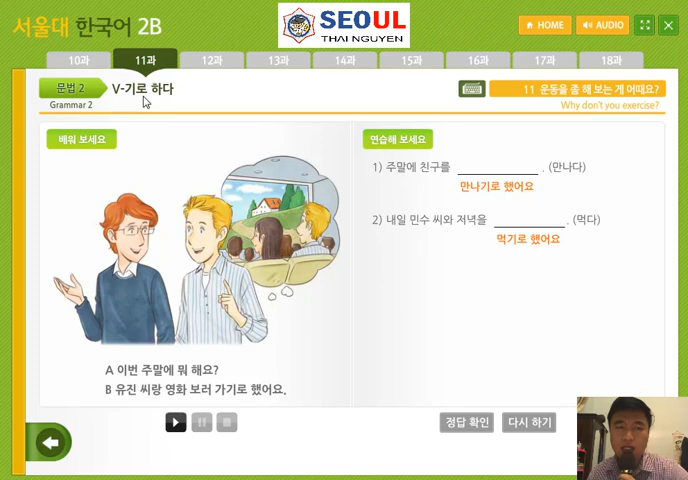 서울대 한국어 2B
SEOUL
THAI NGUYEN
HOME
AUDIO
10과
11과
12과
13과
14과
15과
16과
17과
18과
문법 2
Grammar 2
V-기로 하다
11 운동을 좀 해 보는 게 어때요?
Why don't you exercise?
배워 보세요
A 이번 주말에 뭐 해요?
B 유진 씨랑 영화 보러 가기로 했어요.
연습해 보세요
1) 주말에 친구를 ____________ . (만나다)
만나기로 했어요
2) 내일 민수 씨와 저녁을 ____________ . (먹다)
먹기로 했어요
정답 확인
다시 하기